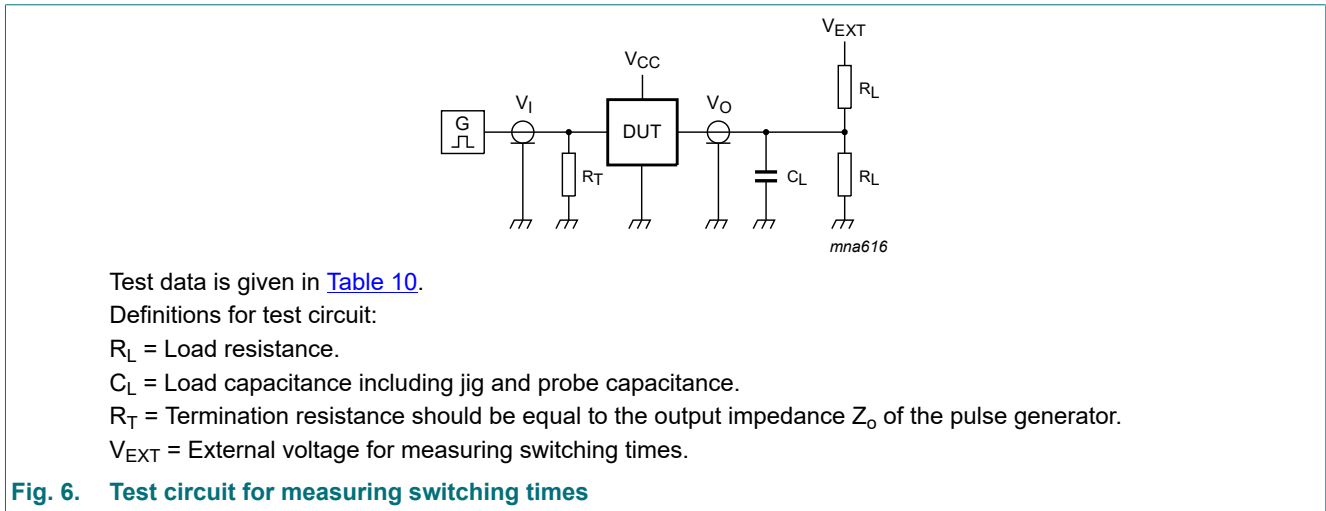 VEXT
VCC
RL
VI
VO
G
DUT
RT
CL
RL
mna616
Test data is given in Table 10.
Definitions for test circuit:
RL = Load resistance.
CL = Load capacitance including jig and probe capacitance.
RT = Termination resistance should be equal to the output impedance Zo of the pulse generator.
VEXT = External voltage for measuring switching times.
Fig. 6. Test circuit for measuring switching times